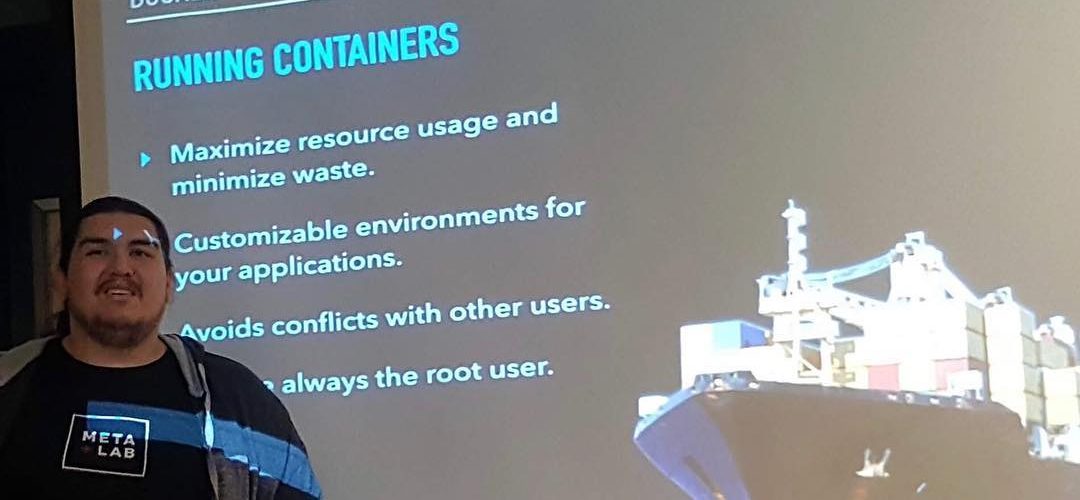 RUNNING CONTAINERS
Maximize resource usage and
minimize waste.
Customizable environments for
your applications.
Avoids conflicts with other users.
always the root user.
META
+ LAB